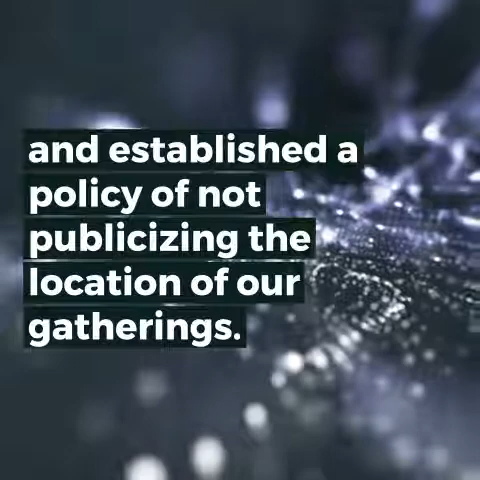 and established a
policy of not
publicizing the
location of our
gatherings.